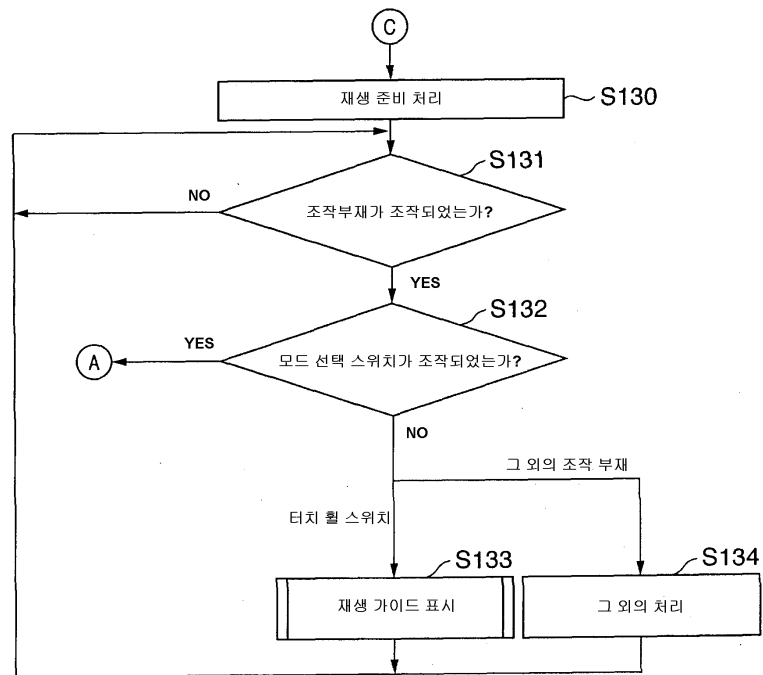 C
재생 준비 처리
S130
S131
NO
조작부재가 조작되었는가?
YES
S132
YES
A
모드 선택 스위치가 조작되었는가?
NO
그 외의 조작 부재
터치 휠 스위치
S133
S134
재생 가이드 표시
그 외의 처리